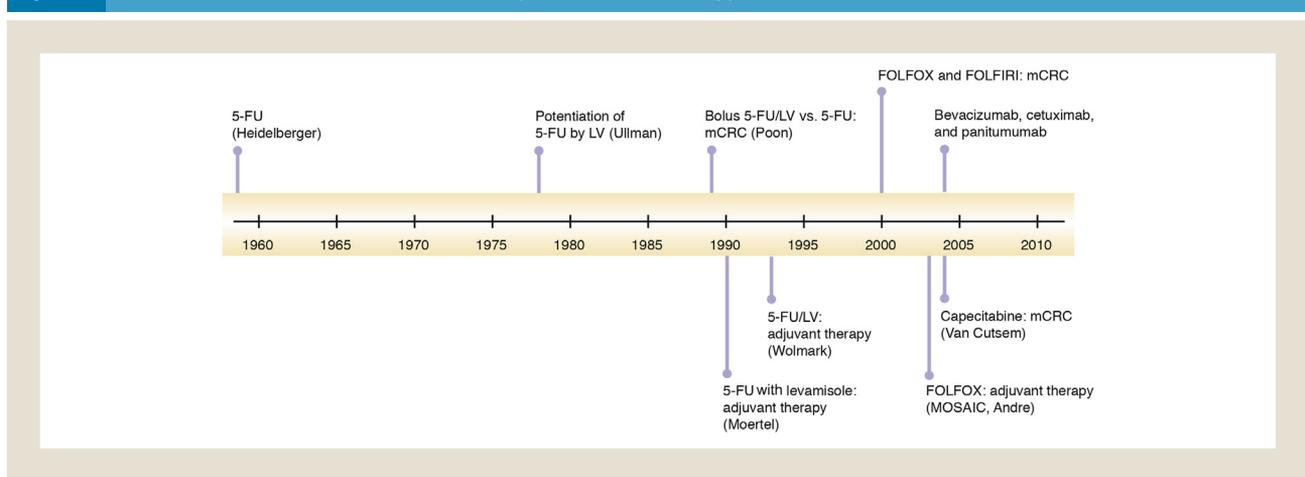 FOLFOX and FOLFIRI: mCRC
5-FU
(Heidelberger)
Potentiation of
5-FU by LV (Ullman)
Bolus 5-FU/LV vs. 5-FU:
mCRC (Poon)
Bevacizumab, cetuximab,
and panitumumab
1960 1965 1970 1975 1980 1985 1990 1995 2000 2005 2010
5-FU/LV:
adjuvant therapy
(Wolmark)
Capecitabine: mCRC
(Van Cutsem)
5-FU with levamisole:
adjuvant therapy
(Moertel)
FOLFOX: adjuvant therapy
(MOSAIC, Andre)